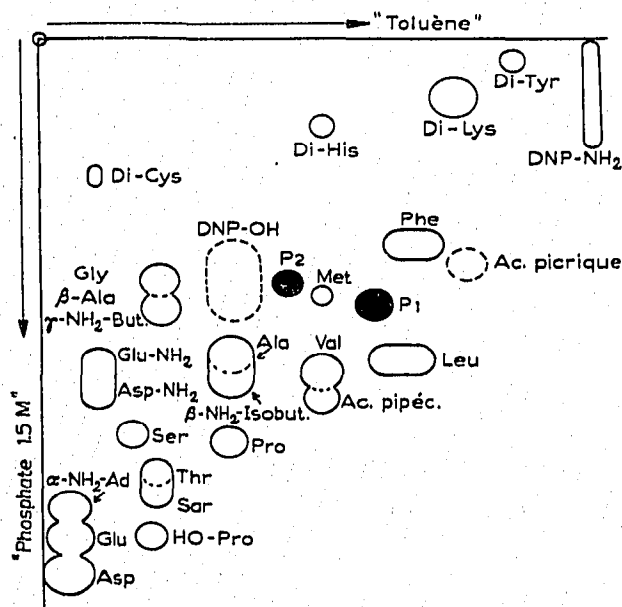 "Toluène"
Di-Tyr
Di-Lys
DNP-NH₂
Di-His
Di-Cys
DNP-OH
Phe
P2
Met
P1
Ac. picrique
Gly
β-Ala
γ-NH₂-But.
Glu-NH₂
Asp-NH₂
Ala
β-NH₂-Isobut.
Val
Ac. pipéc.
Leu
Ser
Pro
Thr
Sar
α-NH₂-Ad
Glu
HO-Pro
Asp
"Phosphate 1.5 M"